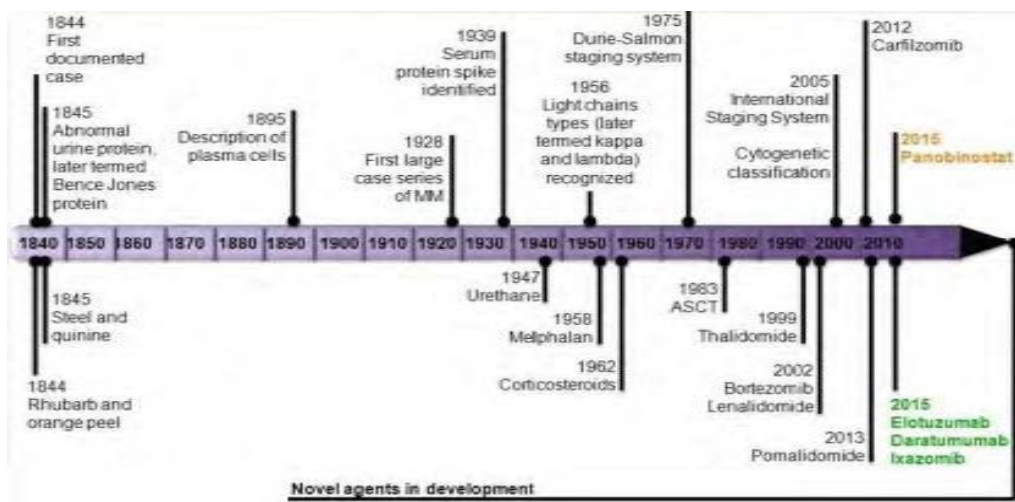 1844
First
documented
case
1845
Abnormal
urine protein,
later termed
Bence Jones
protein
1895
Description of
plasma cells
1928
First large
case series
of MM
1939
Serum
protein spike
identified
1956
Light chains
types (later
termed kappa
and lambda)
recognized
1975
Durie-Salmon
staging system
2005
International
Staging System
Cytogenetic
classification
2012
Carfilzomib
2015
Panobinostat
1840 1850 1860 1870 1880 1890 1900 1910 1920 1930 1940 1950 1960 1970 1980 1990 2000 2010
1844
Rhubarb and
orange peel
1845
Steel and
quinine
1947
Urethane
1958
Melphalan
1962
Corticosteroids
1983
ASCT
1999
Thalidomide
2002
Bortezomib
Lenalidomide
2013
Pomalidomide
2015
Elotuzumab
Daratumumab
Ixazomib
Novel agents in development